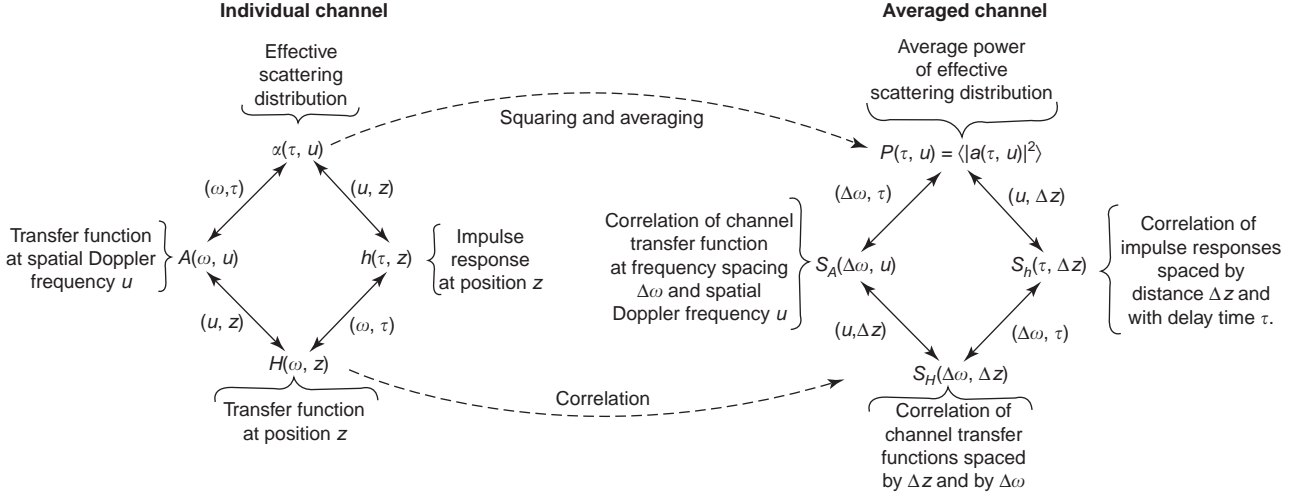 Individual channel
Averaged channel
Effective
scattering
distribution
Average power
of effective
scattering distribution
Squaring and averaging
α(τ, u)
P(τ, u) = ⟨|a(τ, u)|²⟩
(ω,τ)
(u, z)
(Δω, τ)
(u, Δz)
Transfer function
at spatial Doppler
frequency u
A(ω, u)
h(τ, z)
Impulse
response
at position z
Correlation of channel
transfer function
at frequency spacing
Δω and spatial
Doppler frequency u
S_A(Δω, u)
S_h(τ, Δz)
Correlation of
impulse responses
spaced by
distance Δz and
with delay time τ.
(u, z)
(ω, τ)
(u,Δz)
(Δω, τ)
H(ω, z)
S_H(Δω, Δz)
Correlation
Transfer function
at position z
Correlation of
channel transfer
functions spaced
by Δz and by Δω